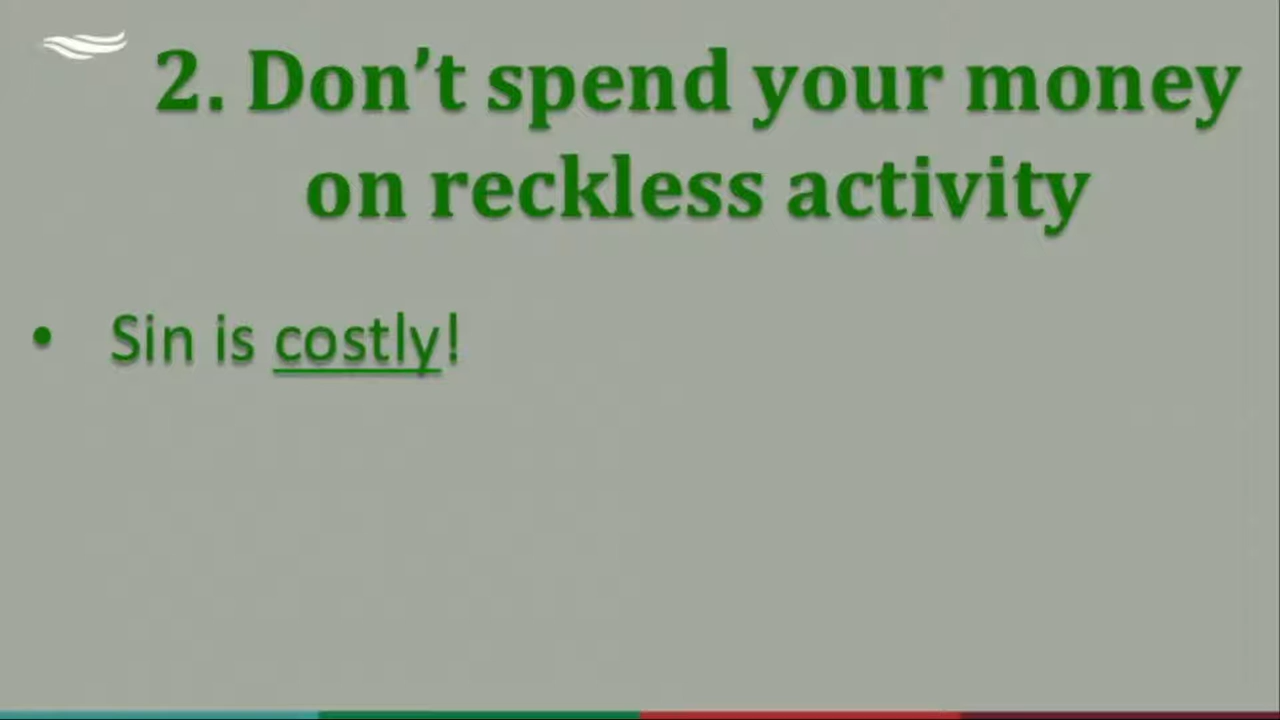 2. Don’t spend your money
on reckless activity
• Sin is costly!